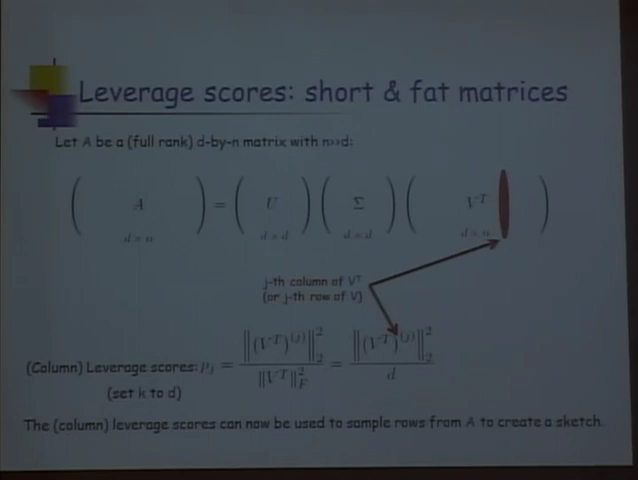 Leverage scores: short & fat matrices
Let A be a (full rank) d-by-n matrix with n>>d:
( A ) = ( U ) ( Σ ) ( V^T )
d × n d × d d × d d × n
j-th column of V^T
(or j-th row of V)
(Column) Leverage scores: p_j = ‖(V^T)^(j)‖_2^2 / ‖V^T‖_F^2 = ‖(V^T)^(j)‖_2^2 / d
(set k to d)
The (column) leverage scores can now be used to sample rows from A to create a sketch.